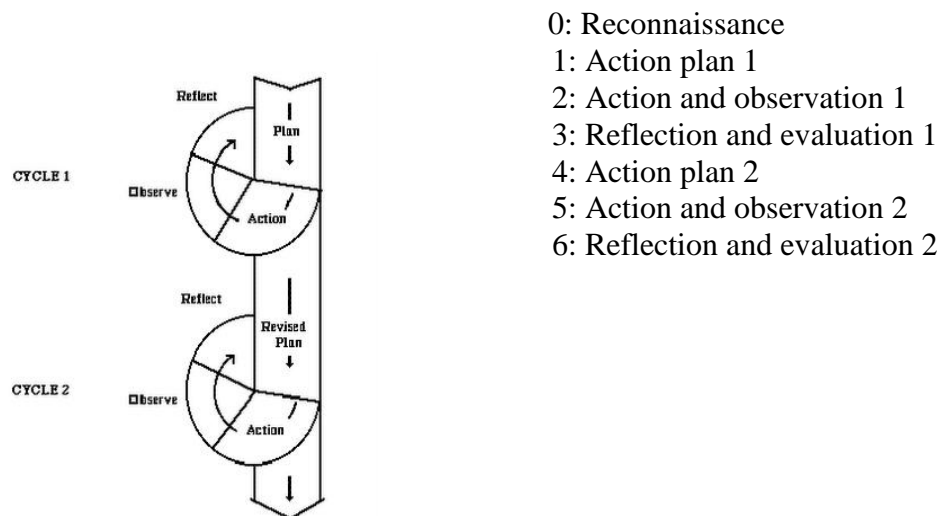 0: Reconnaissance
1: Action plan 1
2: Action and observation 1
3: Reflection and evaluation 1
4: Action plan 2
5: Action and observation 2
6: Reflection and evaluation 2
Reflect
Plan
CYCLE 1
Observe
Action
Reflect
Revised
Plan
CYCLE 2
Observe
Action